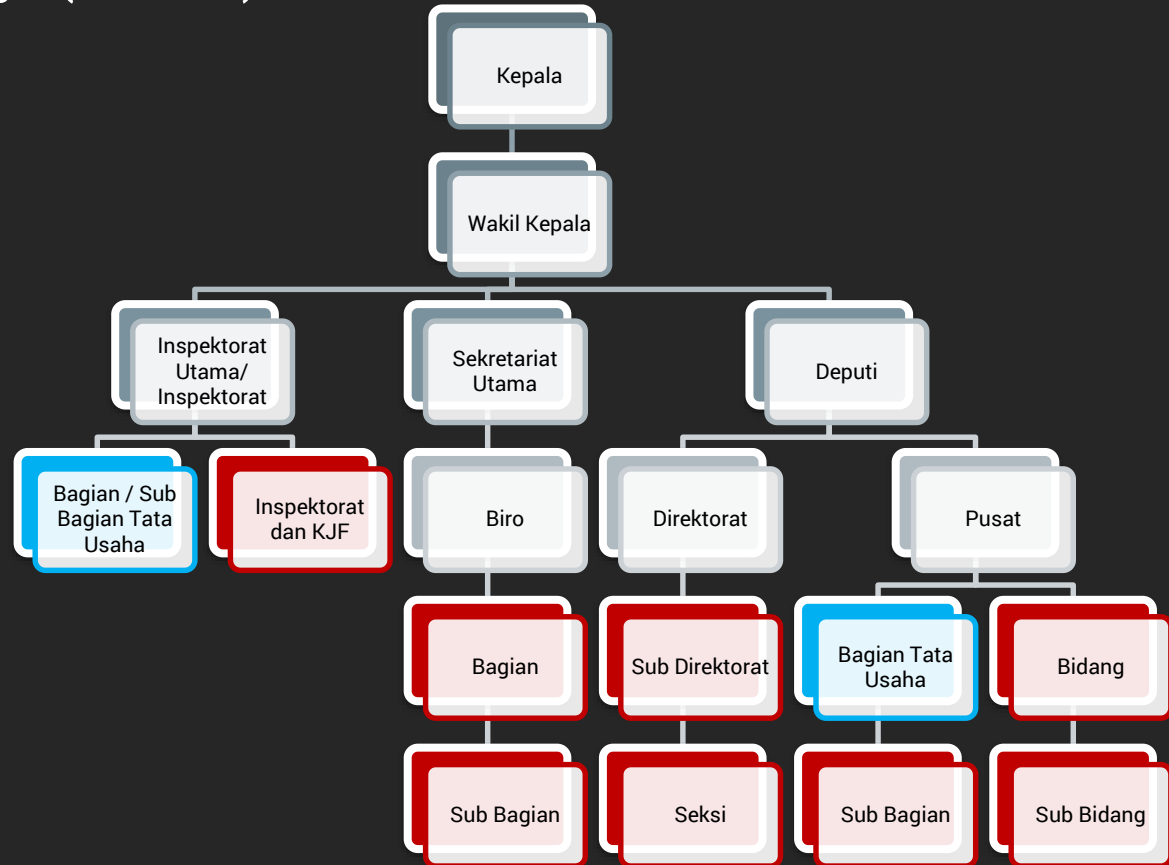 Kepala
Wakil Kepala
Inspektorat
Utama/
Inspektorat
Sekretariat
Utama
Deputi
Bagian / Sub
Bagian Tata
Usaha
Inspektorat
dan KJF
Biro
Direktorat
Pusat
Bagian
Sub Direktorat
Bagian Tata
Usaha
Bidang
Sub Bagian
Seksi
Sub Bagian
Sub Bidang